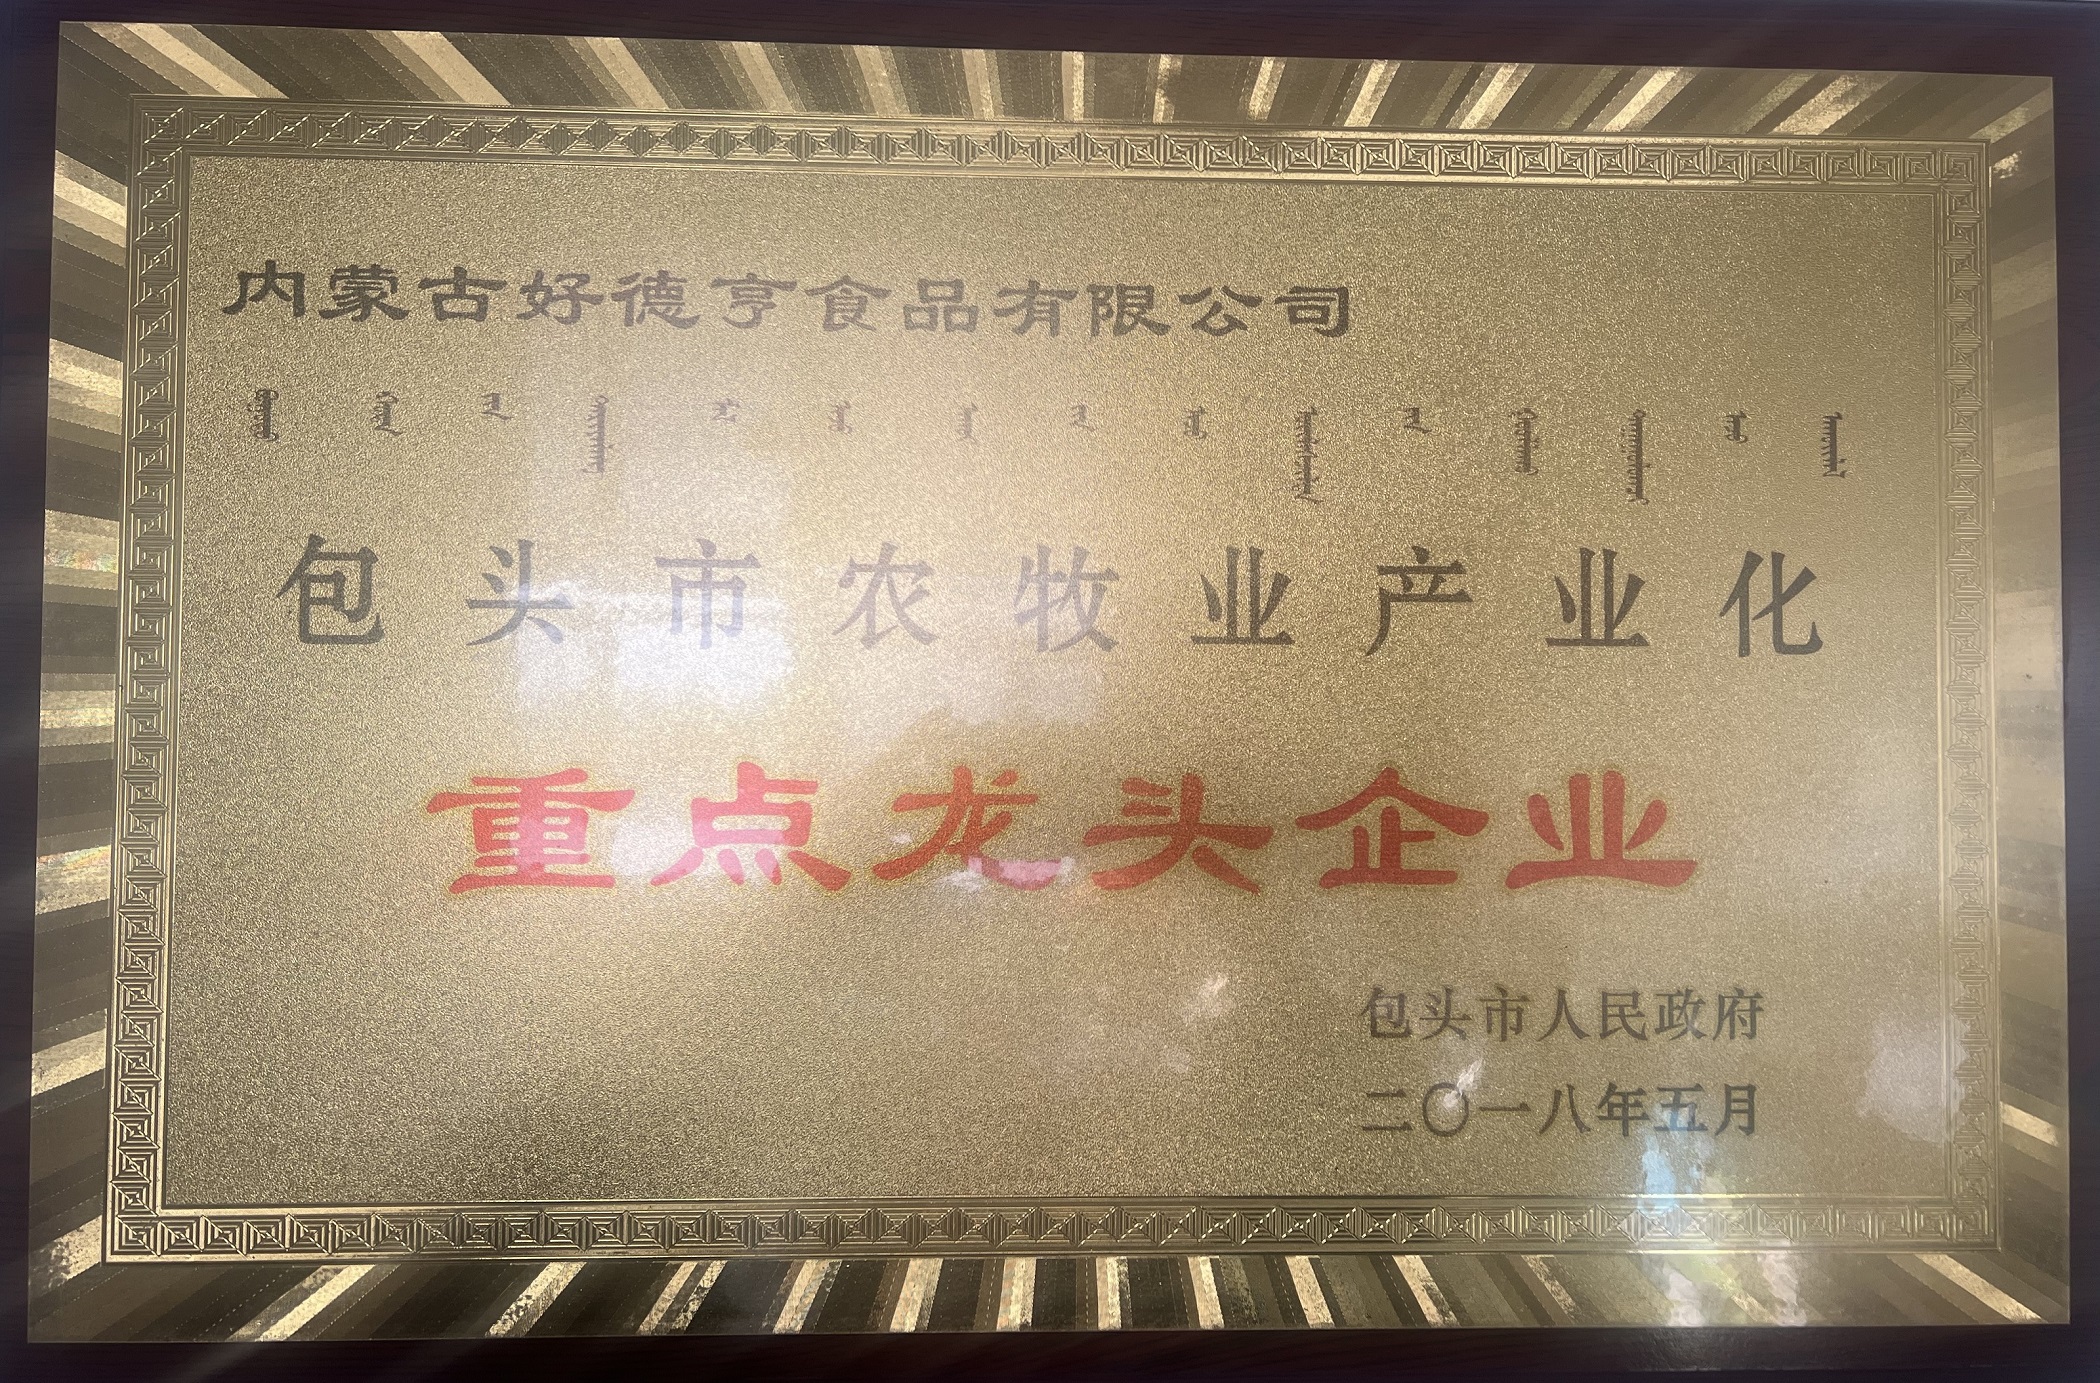 内蒙古好德亨食品有限公司
包头市农牧业产业化
重点龙头企业
包头市人民政府
二〇一八年五月